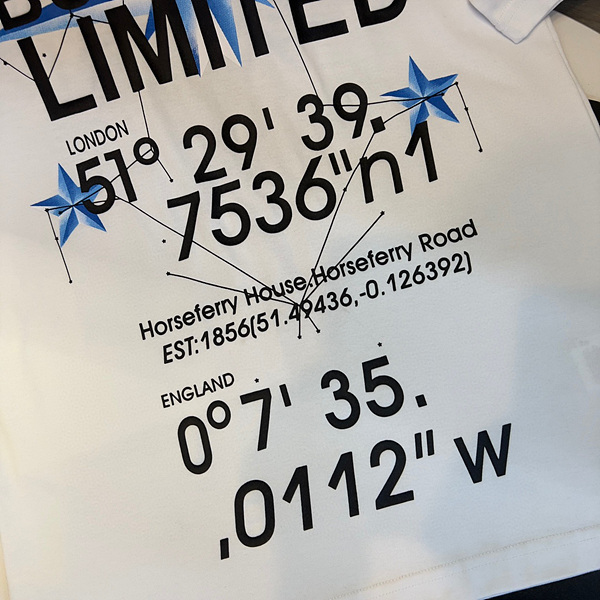 LIMITED
LONDON
51° 29' 39.
7536"n1
Horseferry House.Horseferry Road
EST:1856(51.49436,-0.126392)
ENGLAND
0° 7' 35.
,0112" W